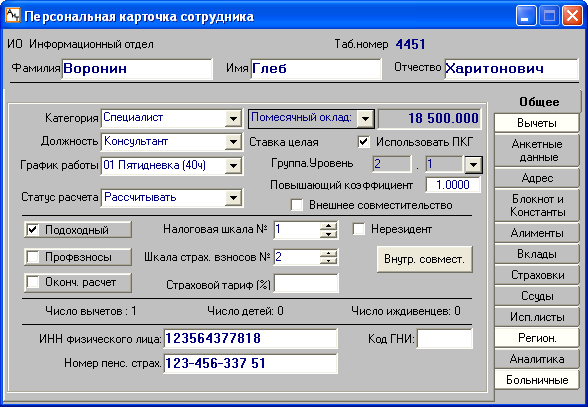 Персональная карточка сотрудника
ИО Информационный отдел Таб.номер 4451
Фамилия Воронин Имя Глеб Отчество Харитонович
Общее
Категория Специалист Помесячный оклад: 18 500.000
Вычеты
Должность Консультант Ставка целая Использовать ПКГ
Анкетные данные
График работы 01 Пятидневка (40ч) Группа.Уровень 2 . 1
Адрес
Повышающий коэффициент 1.0000
Статус расчета Рассчитывать Внешнее совместительство
Блокнот и Константы
Подоходный Налоговая шкала № 1 Нерезидент
Алименты
Профвзносы Шкала страх. взносов № 2 Внутр. совмест.
Вклады
Оконч. расчет Страховой тариф (%)
Страховки
Ссуды
Число вычетов : 1 Число детей: 0 Число иждивенцев: 0
Исп.листы
ИНН физического лица: 123564377818 Код ГНИ:
Регион.
Номер пенс. страх. 123-456-337 51
Аналитика
Больничные